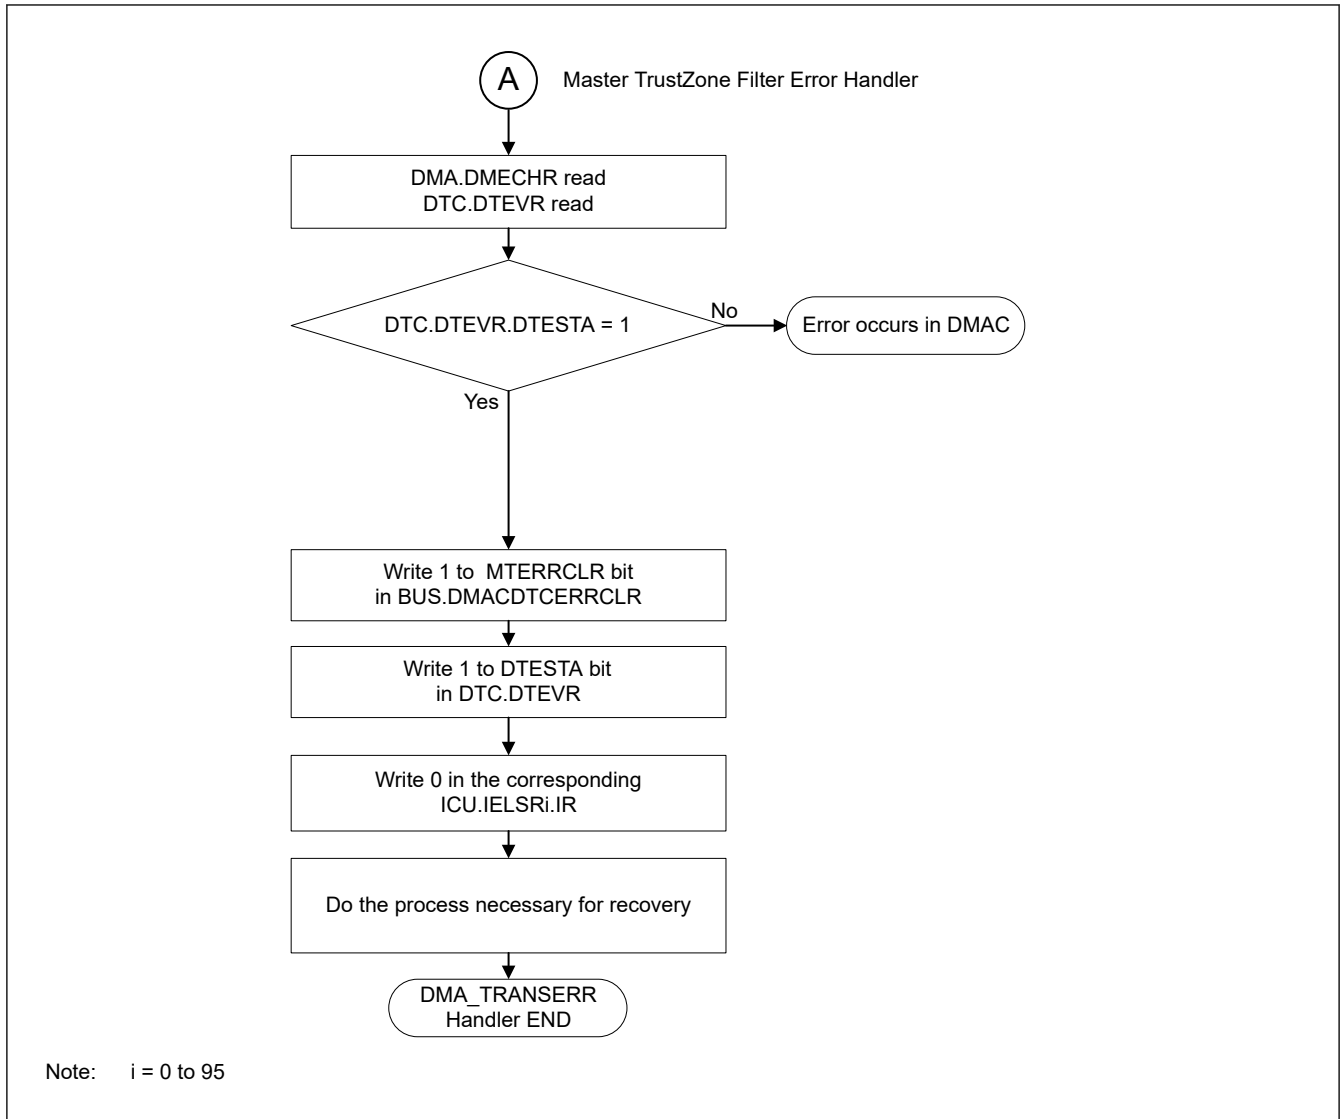 A
Master TrustZone Filter Error Handler
DMA.DMECHR read
DTC.DTEVR read
DTC.DTEVR.DTESTA = 1
No
Error occurs in DMAC
Yes
Write 1 to MTERRCLR bit
in BUS.DMACDTCERRCLR
Write 1 to DTESTA bit
in DTC.DTEVR
Write 0 in the corresponding
ICU.IELSRi.IR
Do the process necessary for recovery
DMA_TRANSERR
Handler END
Note: i = 0 to 95